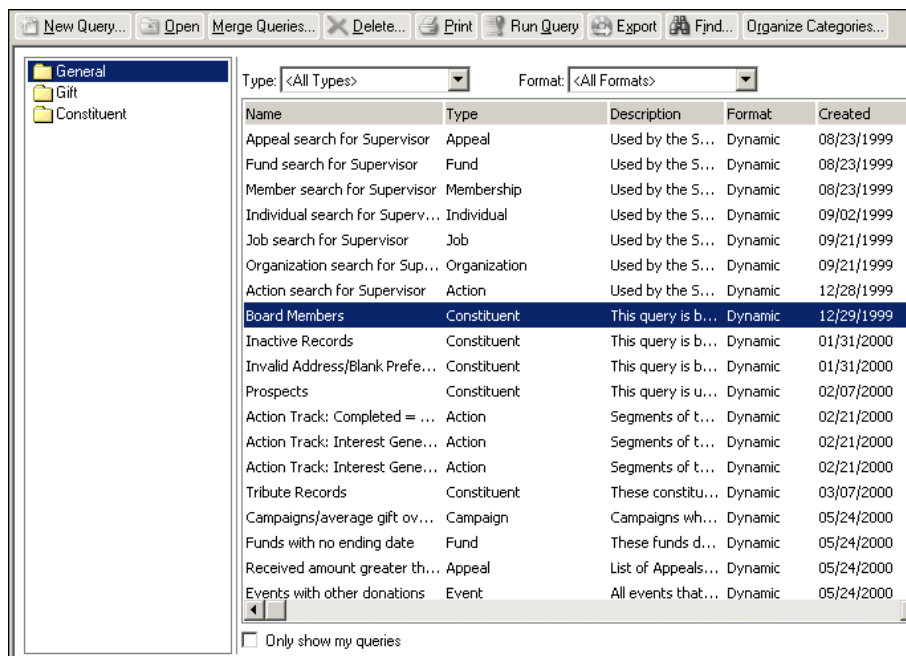 New Query... Open Merge Queries... Delete... Print Run Query Export Find... Organize Categories...
General
Gift
Constituent
Type: <All Types> Format: <All Formats>
Name Type Description Format Created
Appeal search for Supervisor Appeal Used by the S... Dynamic 08/23/1999
Fund search for Supervisor Fund Used by the S... Dynamic 08/23/1999
Member search for Supervisor Membership Used by the S... Dynamic 08/23/1999
Individual search for Superv... Individual Used by the S... Dynamic 09/02/1999
Job search for Supervisor Job Used by the S... Dynamic 09/21/1999
Organization search for Sup... Organization Used by the S... Dynamic 09/21/1999
Action search for Supervisor Action Used by the S... Dynamic 12/28/1999
Board Members Constituent This query is b... Dynamic 12/29/1999
Inactive Records Constituent This query is b... Dynamic 01/31/2000
Invalid Address/Blank Prefe... Constituent This query is b... Dynamic 01/31/2000
Prospects Constituent This query is u... Dynamic 02/07/2000
Action Track: Completed = ... Action Segments of t... Dynamic 02/21/2000
Action Track: Interest Gene... Action Segments of t... Dynamic 02/21/2000
Action Track: Interest Gene... Action Segments of t... Dynamic 02/21/2000
Tribute Records Constituent These constitu... Dynamic 03/07/2000
Campaigns/average gift ov... Campaign Campaigns wh... Dynamic 05/24/2000
Funds with no ending date Fund These funds d... Dynamic 05/24/2000
Received amount greater th... Appeal List of Appeals... Dynamic 05/24/2000
Events with other donations Event All events that... Dynamic 05/24/2000
Only show my queries